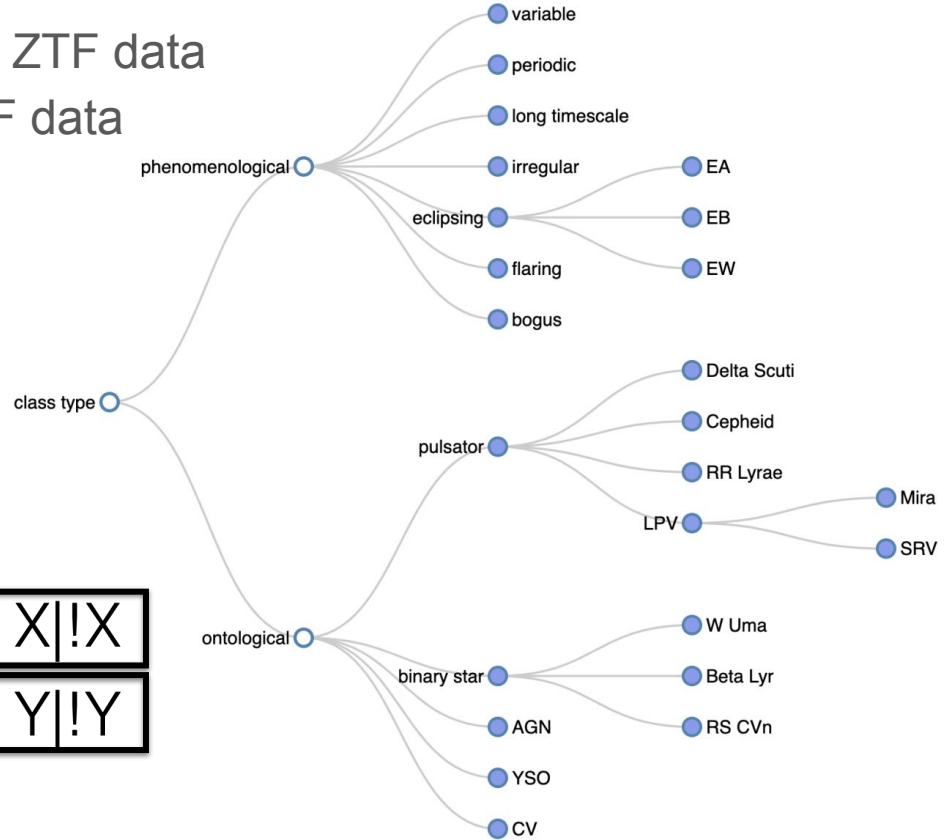 ZTF data
F data
variable
periodic
long timescale
phenomenological
irregular
EA
eclipsing
EB
flaring
EW
bogus
Delta Scuti
class type
Cepheid
pulsator
RR Lyrae
Mira
LPV
SRV
X|!X
W Uma
ontological
binary star
Beta Lyr
Y|!Y
AGN
RS CVn
YSO
CV